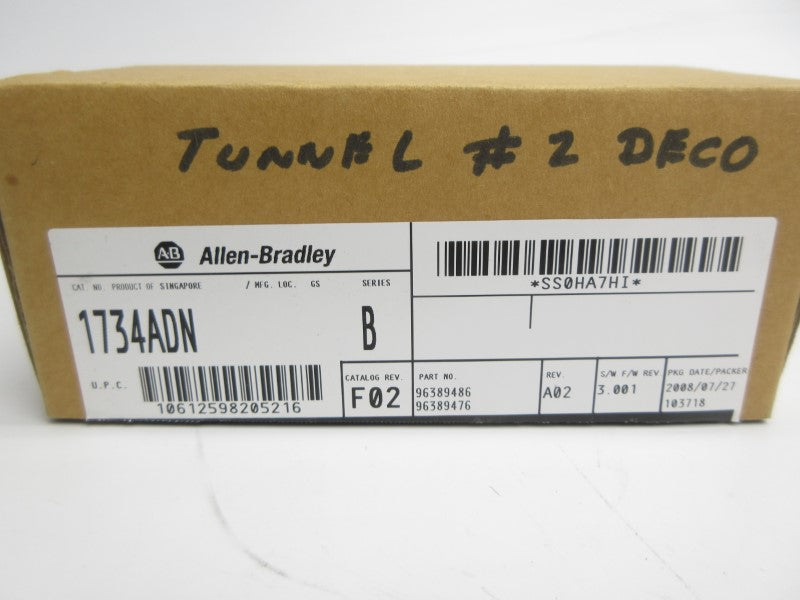 TUNNEL # 2 DECO
AB Allen-Bradley
*SS0HA7HI*
CAT NO. PRODUCT OF SINGAPORE / MFG. LOC. GS SERIES
1734ADN B
U.P.C.
10612598205216
CATALOG REV.
F02
PART NO.
96389486
96389476
REV.
A02
S/W F/W REV
3.001
PKG DATE/PACKER
2008/07/27
103718